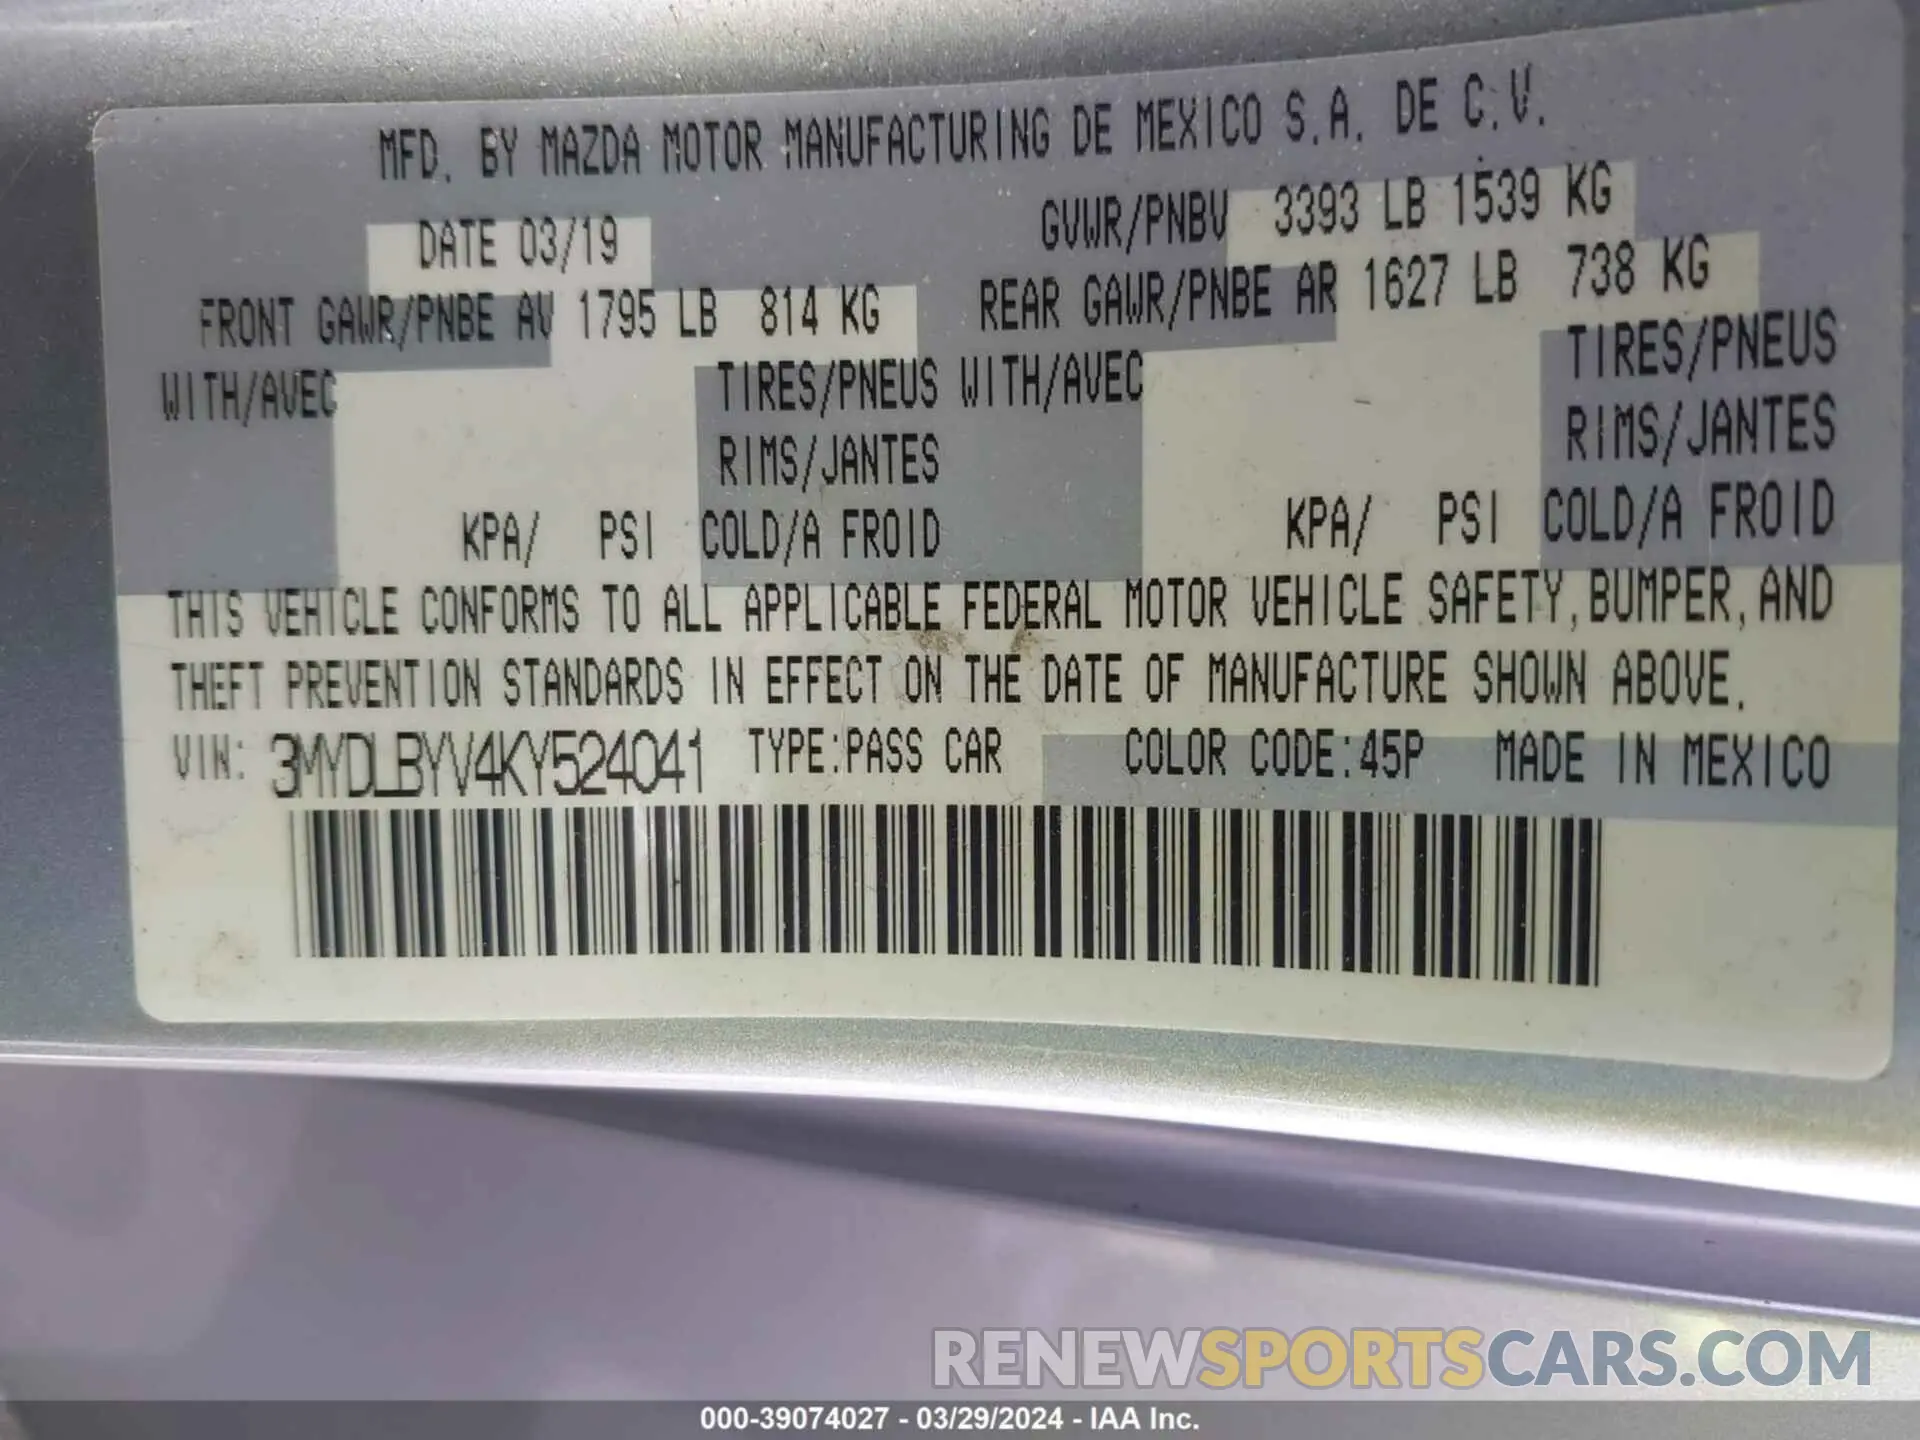 MFD. BY MAZDA MOTOR MANUFACTURING DE MEXICO S.A. DE C.V.
DATE 03/19 GVWR/PNBV 3393 LB 1539 KG
FRONT GAWR/PNBE AV 1795 LB 814 KG REAR GAWR/PNBE AR 1627 LB 738 KG
WITH/AVEC TIRES/PNEUS WITH/AVEC TIRES/PNEUS
RIMS/JANTES RIMS/JANTES
KPA/ PSI COLD/A FROID KPA/ PSI COLD/A FROID
THIS VEHICLE CONFORMS TO ALL APPLICABLE FEDERAL MOTOR VEHICLE SAFETY, BUMPER, AND
THEFT PREVENTION STANDARDS IN EFFECT ON THE DATE OF MANUFACTURE SHOWN ABOVE.
VIN: 3MYDLBYV4KY524041 TYPE:PASS CAR COLOR CODE:45P MADE IN MEXICO
RENEWSPORTSCARS.COM
000-39074027 - 03/29/2024 - IAA Inc.